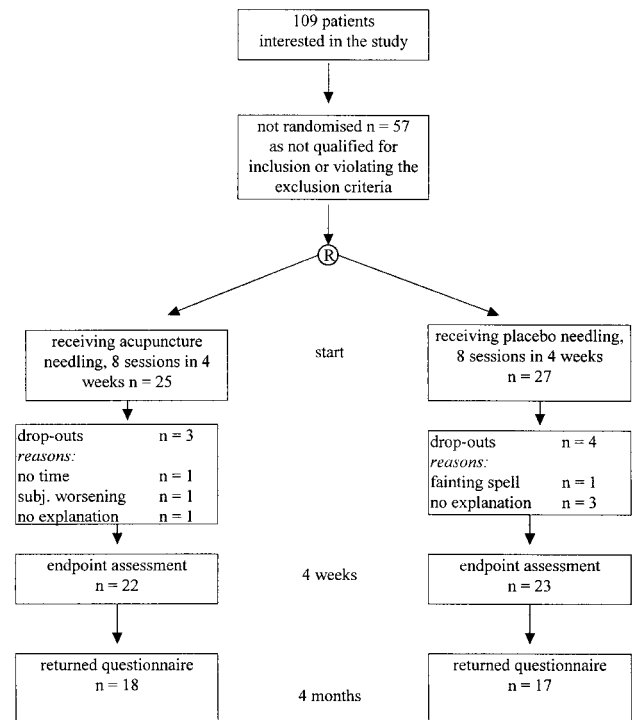 109 patients
interested in the study
not randomised n = 57
as not qualified for
inclusion or violating the
exclusion criteria
R
receiving acupuncture
needling, 8 sessions in 4
weeks n = 25
start
receiving placebo needling,
8 sessions in 4 weeks
n = 27
drop-outs n = 3
reasons:
no time n = 1
subj. worsening n = 1
no explanation n = 1
drop-outs n = 4
reasons:
fainting spell n = 1
no explanation n = 3
endpoint assessment
n = 22
4 weeks
endpoint assessment
n = 23
returned questionnaire
n = 18
4 months
returned questionnaire
n = 17